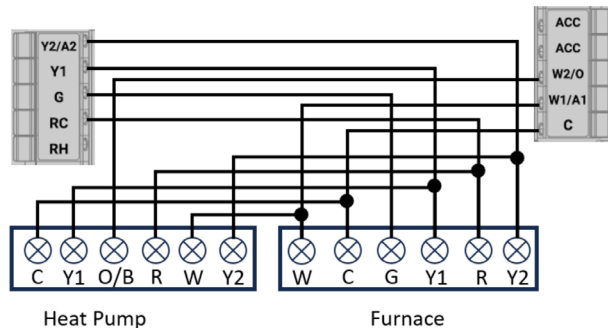 Y2/A2
Y1
G
RC
RH
ACC
ACC
W2/O
W1/A1
C
C Y1 O/B R W Y2
W C G Y1 R Y2
Heat Pump
Furnace